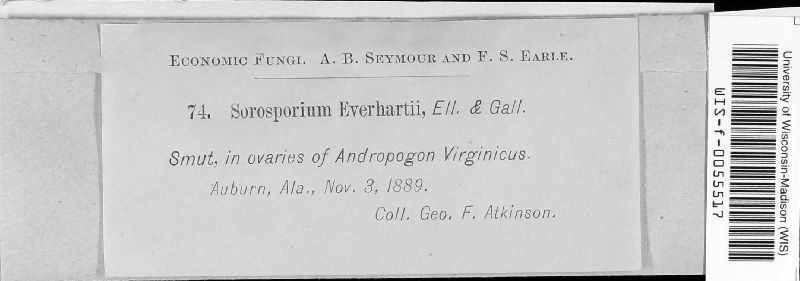 ECONOMIC FUNGI. A. B. SEYMOUR AND F. S. EARLE.
74. Sorosporium Everhartii, Ell. & Gall.
Smut, in ovaries of Andropogon Virginicus.
Auburn, Ala., Nov. 3, 1889.
Coll. Geo. F. Atkinson.
University of Wisconsin-Madison (WIS)
WIS-f-0055517